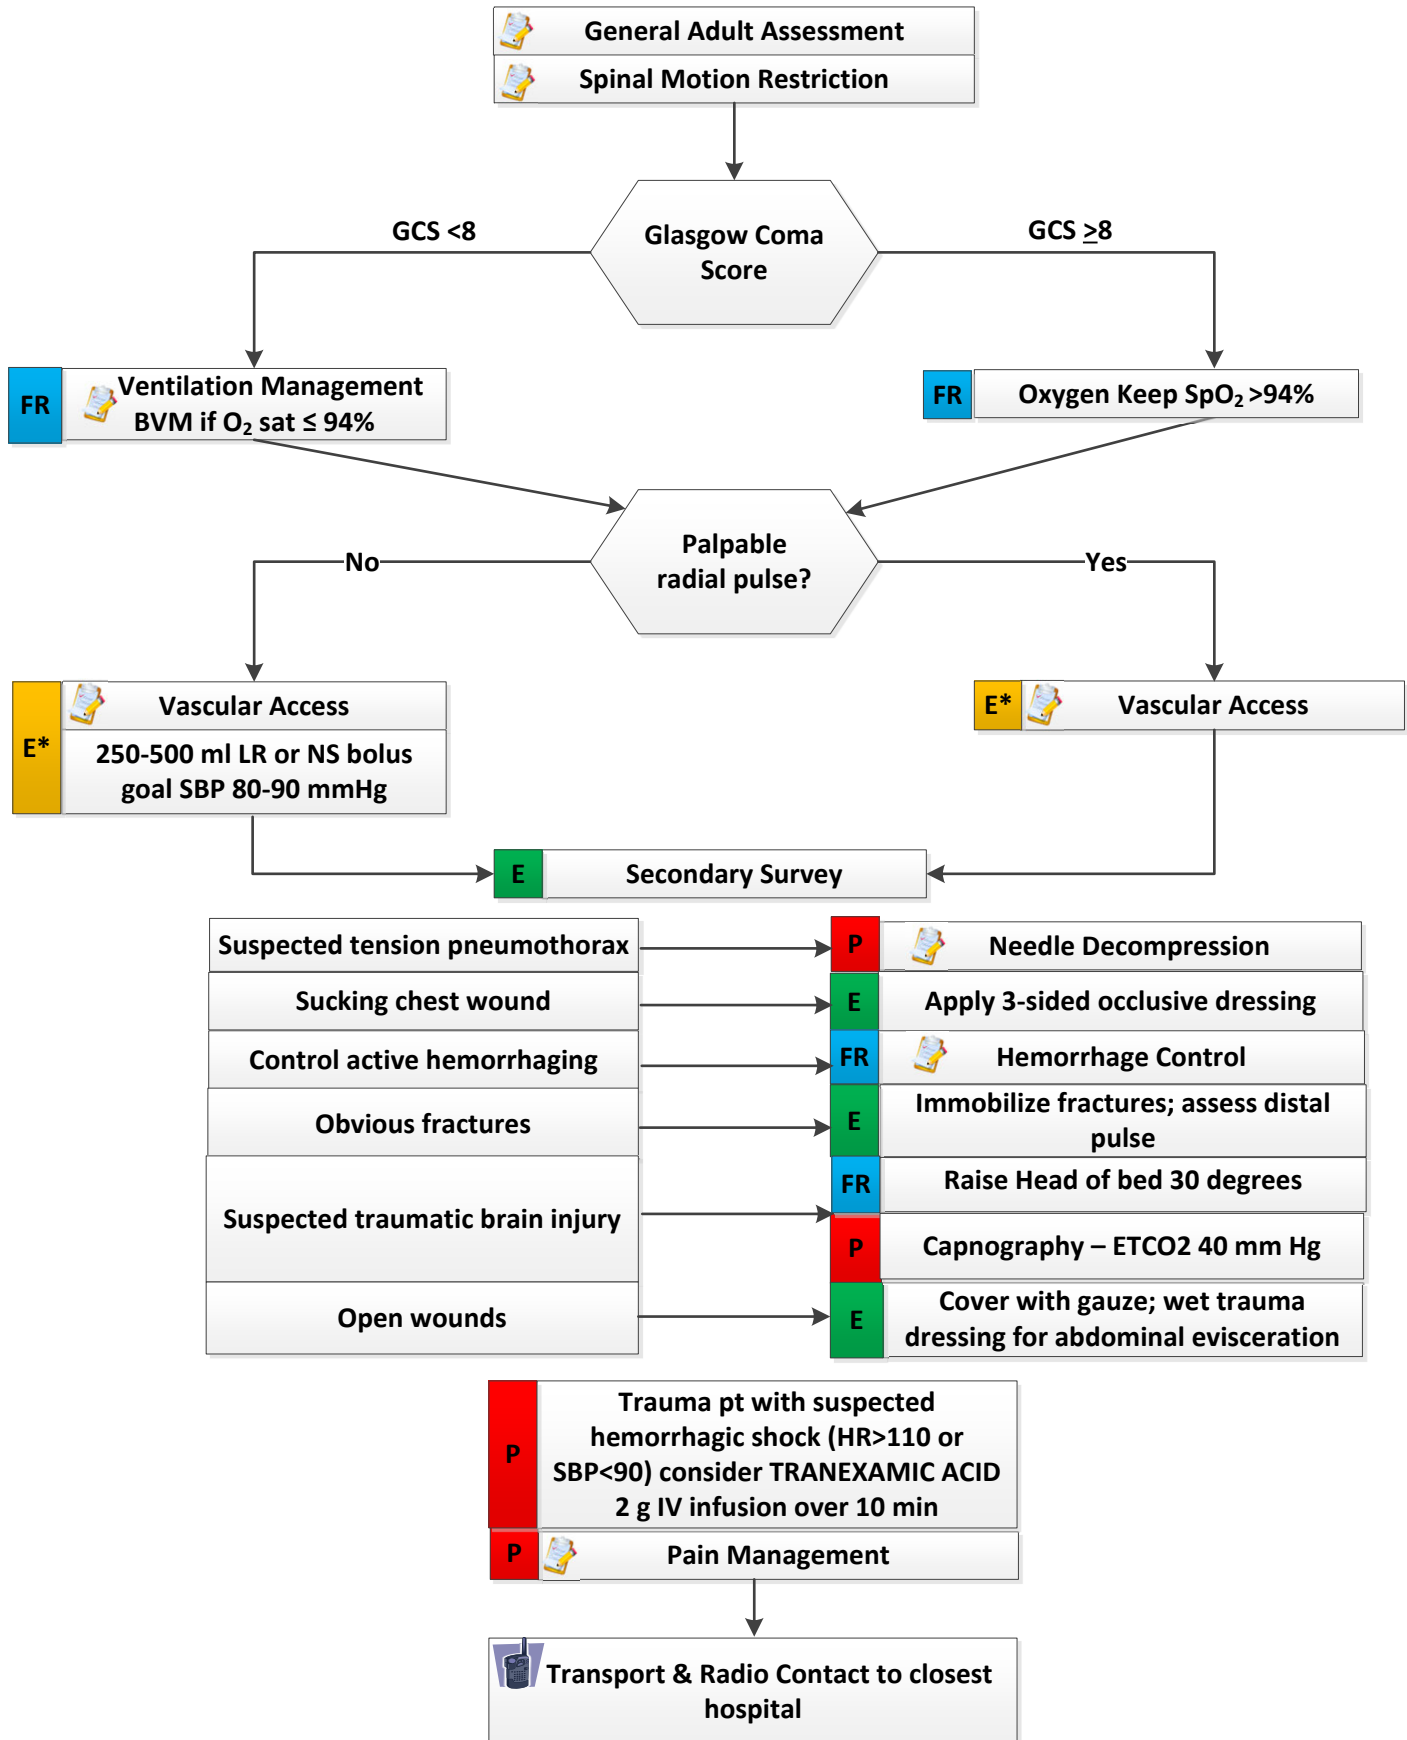 General Adult Assessment
Spinal Motion Restriction
GCS <8
Glasgow Coma
Score
GCS ≥8
FR
Ventilation Management
BVM if O₂ sat ≤ 94%
FR
Oxygen Keep SpO₂ >94%
Palpable
radial pulse?
No
Yes
E*
Vascular Access
250-500 ml LR or NS bolus
goal SBP 80-90 mmHg
E*
Vascular Access
E
Secondary Survey
Suspected tension pneumothorax
P
Needle Decompression
Sucking chest wound
E
Apply 3-sided occlusive dressing
Control active hemorrhaging
FR
Hemorrhage Control
Obvious fractures
E
Immobilize fractures; assess distal
pulse
Suspected traumatic brain injury
FR
Raise Head of bed 30 degrees
P
Capnography – ETCO2 40 mm Hg
Open wounds
E
Cover with gauze; wet trauma
dressing for abdominal evisceration
P
Trauma pt with suspected
hemorrhagic shock (HR>110 or
SBP<90) consider TRANEXAMIC ACID
2 g IV infusion over 10 min
P
Pain Management
Transport & Radio Contact to closest
hospital